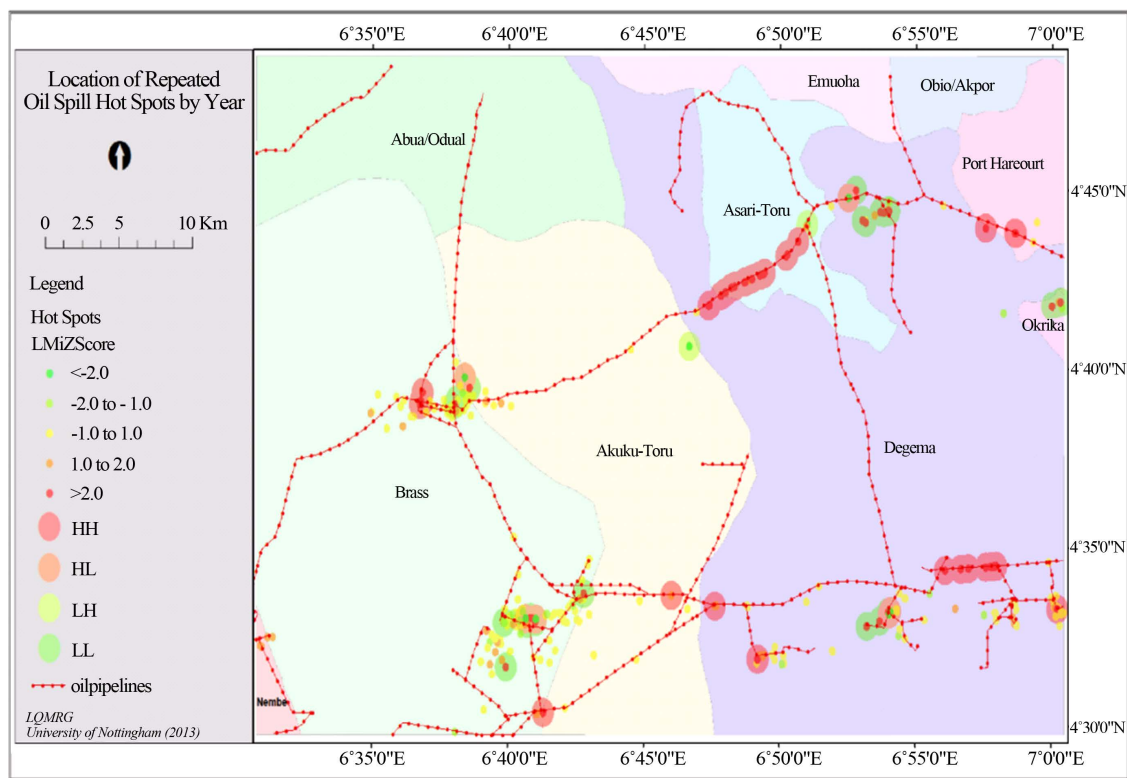 Location of Repeated
Oil Spill Hot Spots by Year
0 2.5 5 10 Km
Legend
Hot Spots
LMiZScore
<-2.0
-2.0 to - 1.0
-1.0 to 1.0
1.0 to 2.0
>2.0
HH
HL
LH
LL
oilpipelines
LQMRG
University of Nottingham (2013)
6°35'0"E 6°40'0"E 6°45'0"E 6°50'0"E 6°55'0"E 7°0'0"E
Emuoha
Obio/Akpor
Abua/Odual
Port Hareourt
4°45'0"N
Asari-Toru
Okrika
4°40'0"N
Akuku-Toru
Degema
Brass
4°35'0"N
Nembe
4°30'0"N
6°35'0"E 6°40'0"E 6°45'0"E 6°50'0"E 6°55'0"E 7°0'0"E